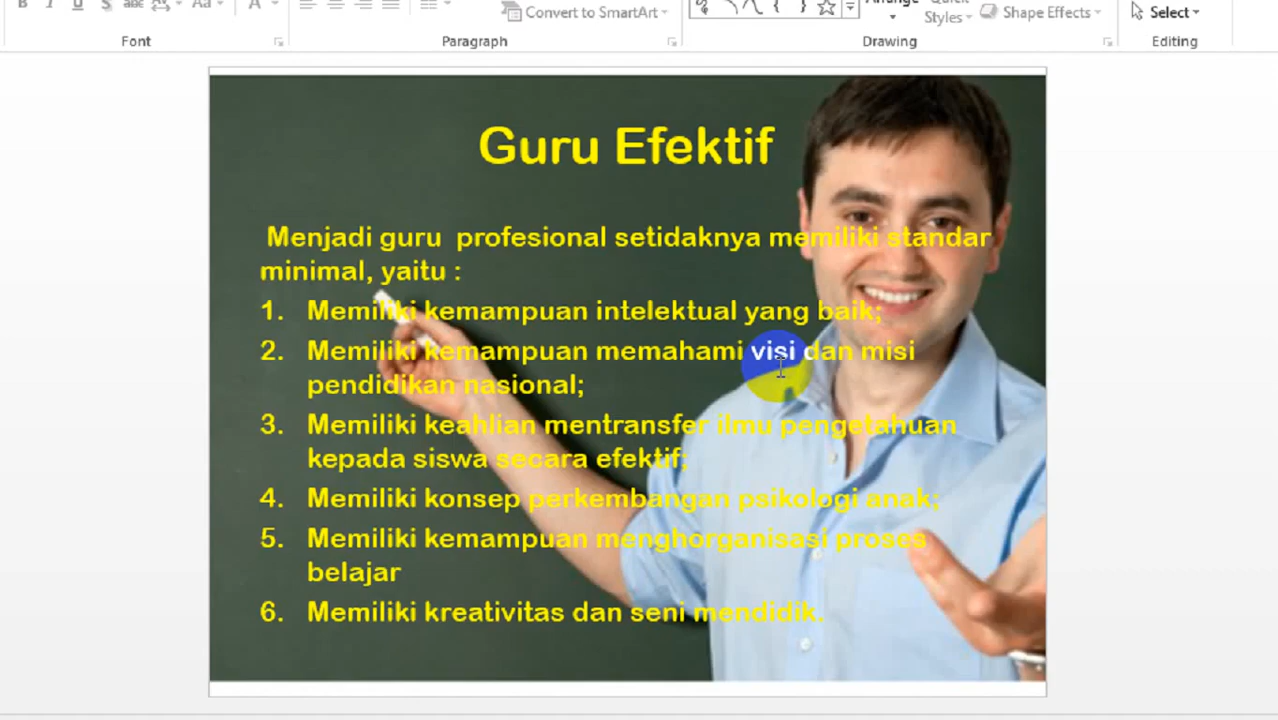 Convert to SmartArt
Arrange
Quick
Styles
Shape Effects
Select
Font
Paragraph
Drawing
Editing
Guru Efektif
Menjadi guru profesional setidaknya memiliki standar
minimal, yaitu :
1. Memiliki kemampuan intelektual yang baik;
2. Memiliki kemampuan memahami visi dan misi
pendidikan nasional;
3. Memiliki keahlian mentransfer ilmu pengetahuan
kepada siswa secara efektif;
4. Memiliki konsep perkembangan psikologi anak;
5. Memiliki kemampuan menghorganisasi proses
belajar
6. Memiliki kreativitas dan seni mendidik.